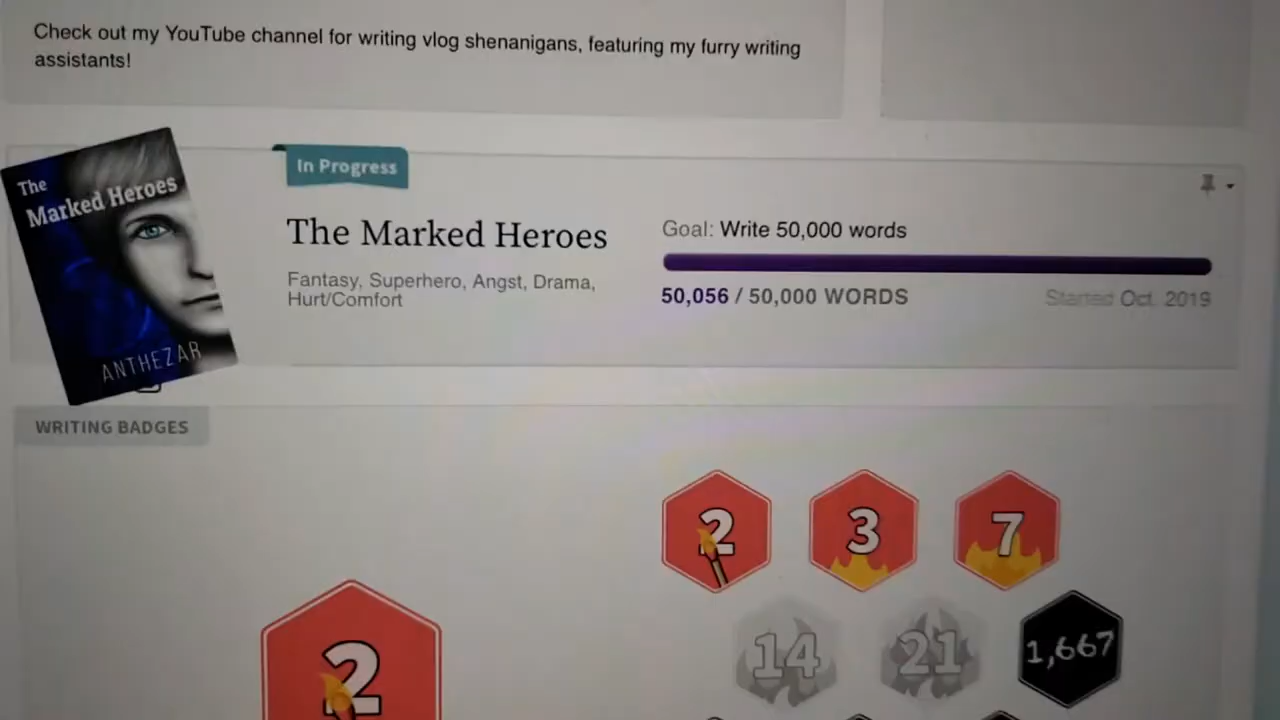 Check out my YouTube channel for writing vlog shenanigans, featuring my furry writing
assistants!
The
Marked Heroes
ANTHEZAR
In Progress
The Marked Heroes
Fantasy, Superhero, Angst, Drama,
Hurt/Comfort
Goal: Write 50,000 words
50,056 / 50,000 WORDS
Started Oct. 2019
WRITING BADGES
2
2 3 7
14 21 1,667